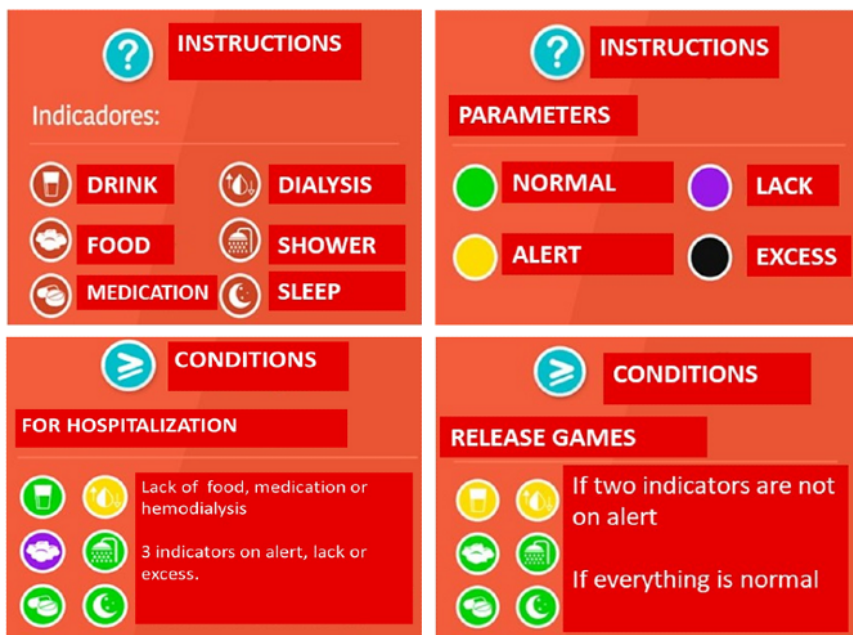 INSTRUCTIONS
Indicadores:
DRINK
DIALYSIS
FOOD
SHOWER
MEDICATION
SLEEP
INSTRUCTIONS
PARAMETERS
NORMAL
LACK
ALERT
EXCESS
CONDITIONS
FOR HOSPITALIZATION
Lack of food, medication or
hemodialysis
3 indicators on alert, lack or
excess.
CONDITIONS
RELEASE GAMES
If two indicators are not
on alert
If everything is normal